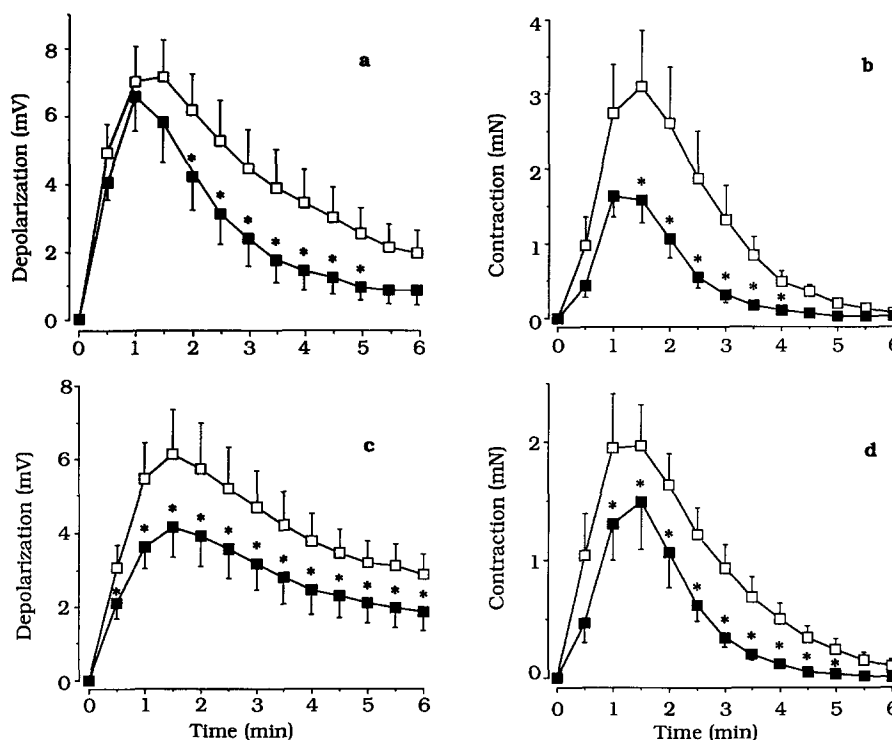 a
Depolarization (mV)
8
6
4
2
0
0 1 2 3 4 5 6
* * * * * * *
b
Contraction (mN)
4
3
2
1
0
0 1 2 3 4 5 6
* * * * * *
c
Depolarization (mV)
8
6
4
2
0
0 1 2 3 4 5 6
Time (min)
* * * * * * * * * * * *
d
Contraction (mN)
2
1
0
0 1 2 3 4 5 6
Time (min)
* * * * * * * * *